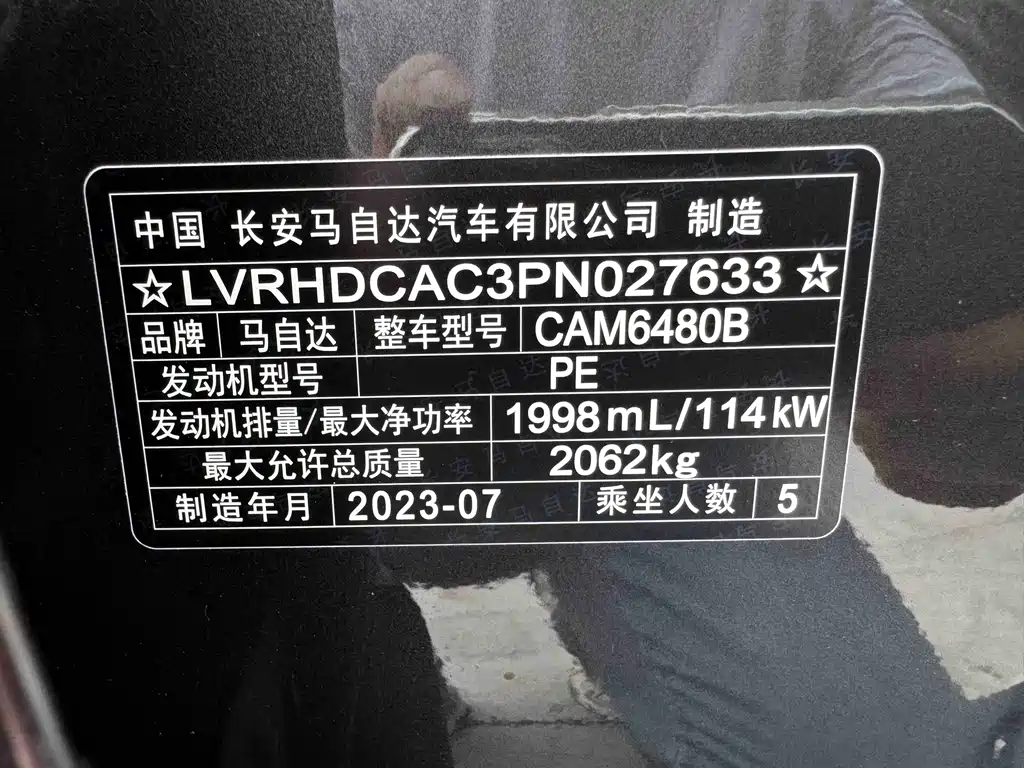 中国 长安马自达汽车有限公司 制造
☆LVRHDCAC3PN027633☆
品牌 马自达 整车型号 CAM6480B
发动机型号 PE
发动机排量/最大净功率 1998mL/114kW
最大允许总质量 2062kg
制造年月 2023-07 乘坐人数 5